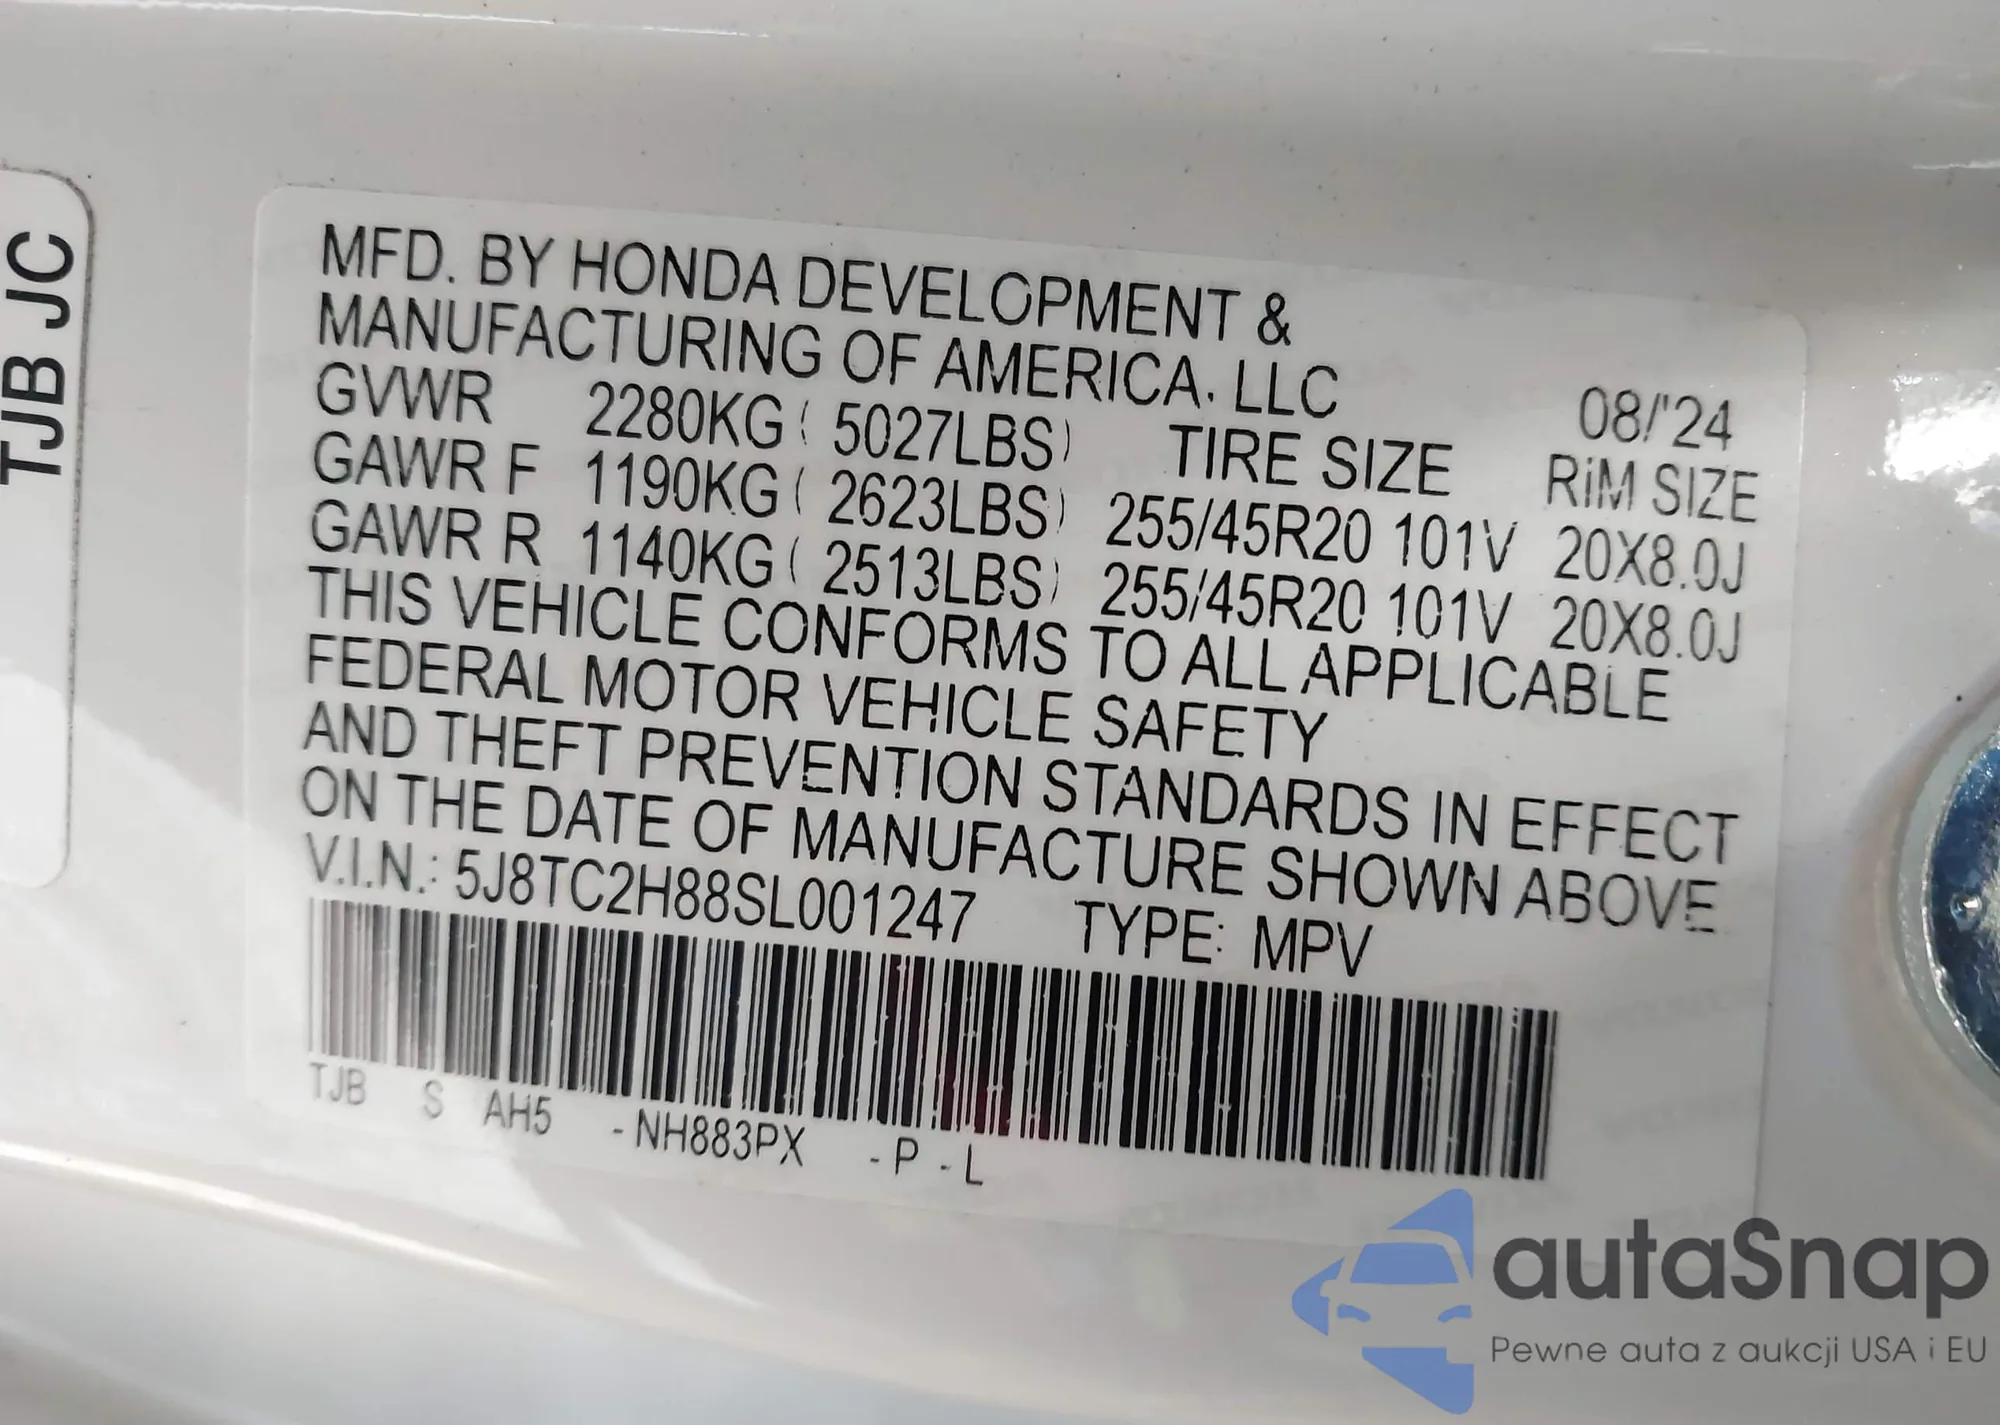 TJB JC
MFD. BY HONDA DEVELOPMENT &
MANUFACTURING OF AMERICA. LLC 08/'24
GVWR 2280KG ( 5027LBS) TIRE SIZE RIM SIZE
GAWR F 1190KG ( 2623LBS) 255/45R20 101V 20X8.0J
GAWR R 1140KG ( 2513LBS) 255/45R20 101V 20X8.0J
THIS VEHICLE CONFORMS TO ALL APPLICABLE
FEDERAL MOTOR VEHICLE SAFETY
AND THEFT PREVENTION STANDARDS IN EFFECT
ON THE DATE OF MANUFACTURE SHOWN ABOVE
V.I.N.: 5J8TC2H88SL001247 TYPE: MPV
TJB S AH5 -NH883PX -P -L
autaSnap
Pewne auta z aukcji USA i EU